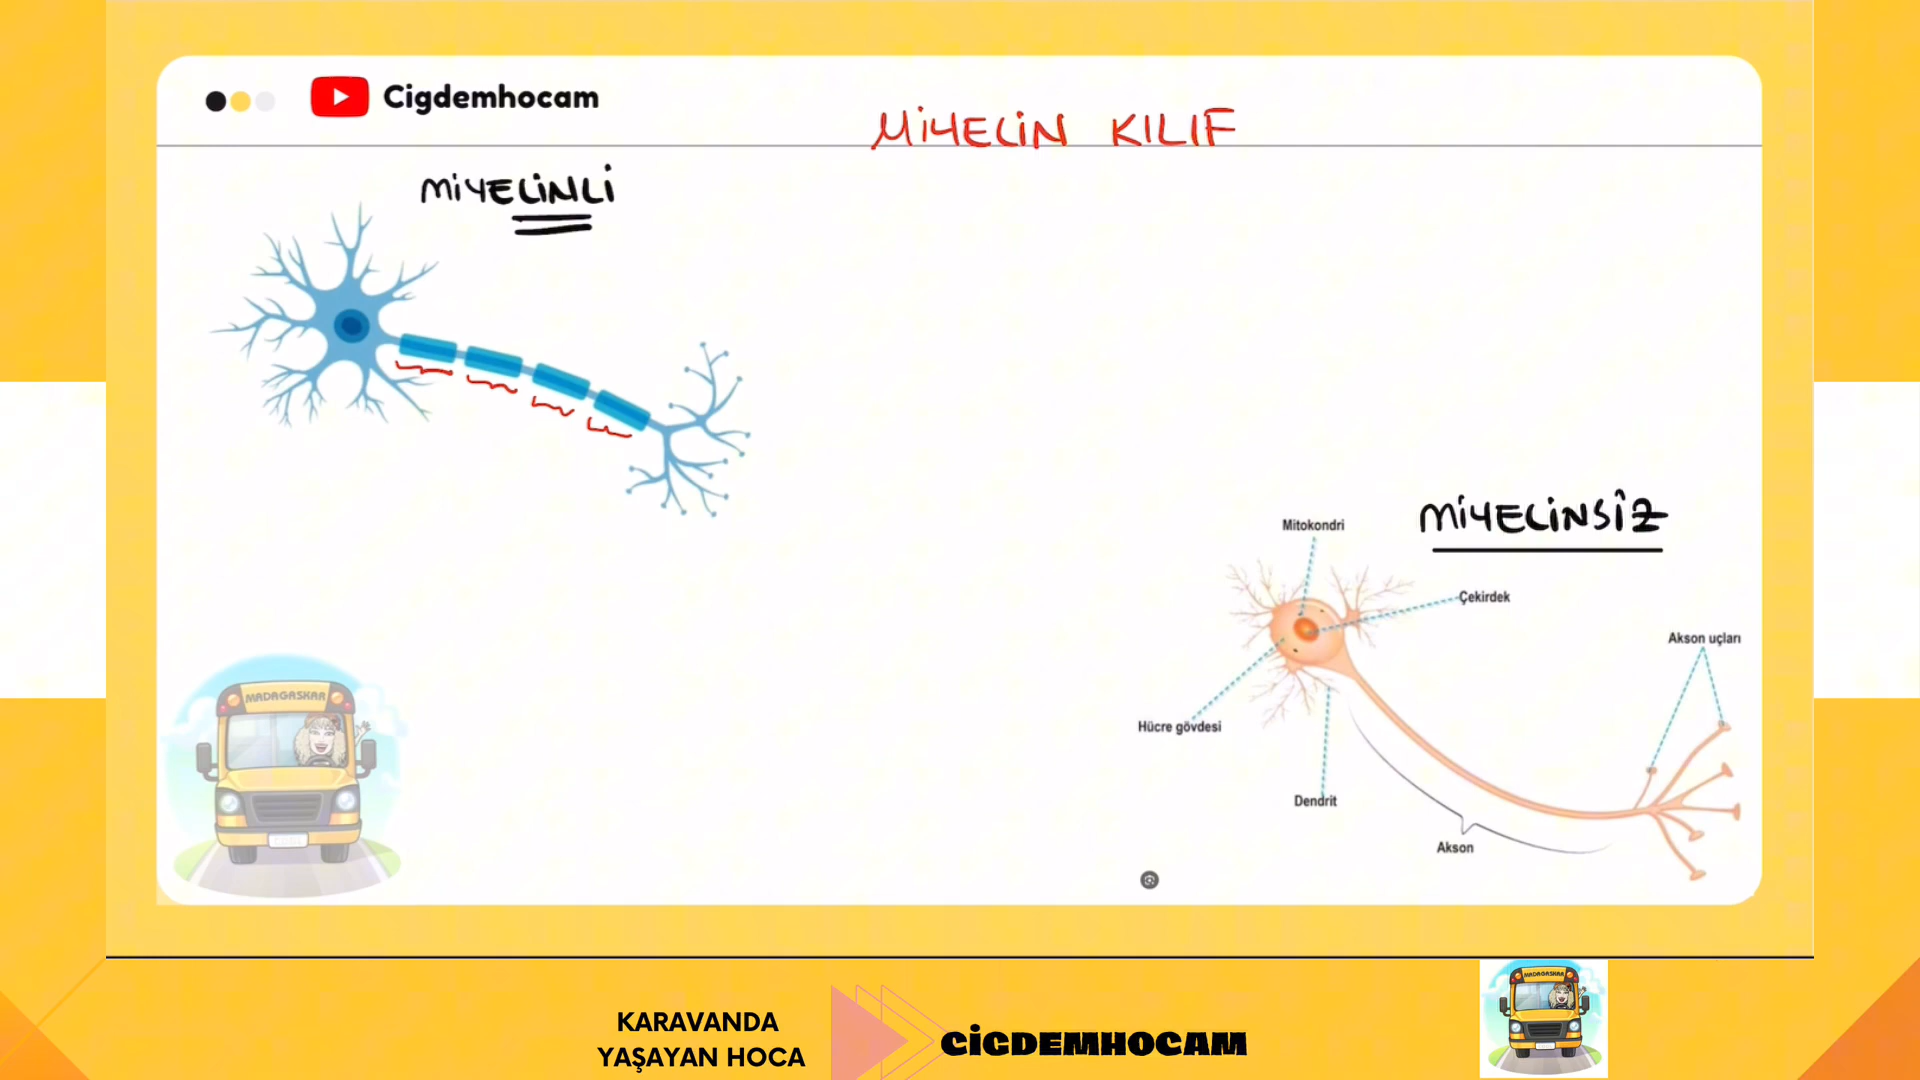 Cigdemhocam
MİYELİN KILIF
MİYELİNLİ
MİYELİNSİZ
Mitokondri
Çekirdek
Akson uçları
Hücre gövdesi
Dendrit
Akson
MADAGASKAR
KARAVANDA
YAŞAYAN HOCA
CİGDEMHOCAM
MADAGASKAR